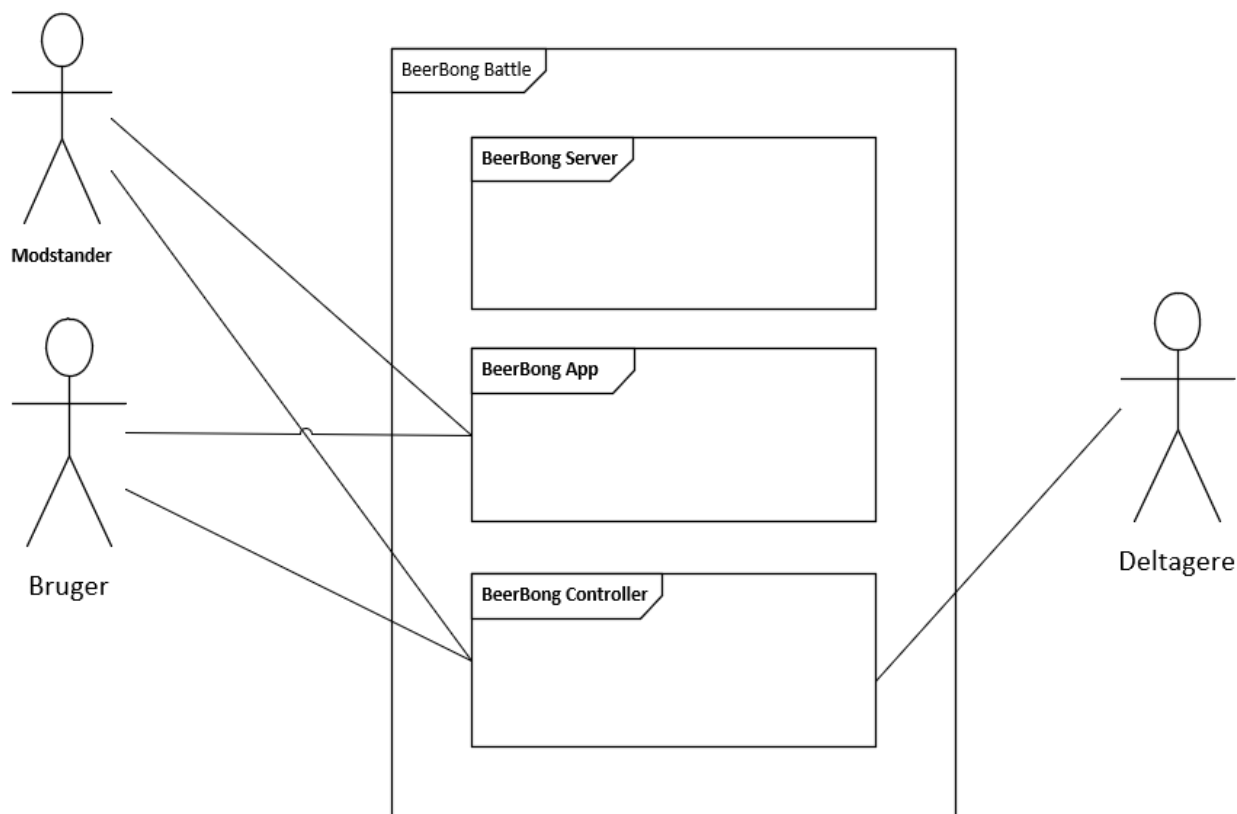 BeerBong Battle
BeerBong Server
Modstander
BeerBong App
Bruger
Deltagere
BeerBong Controller